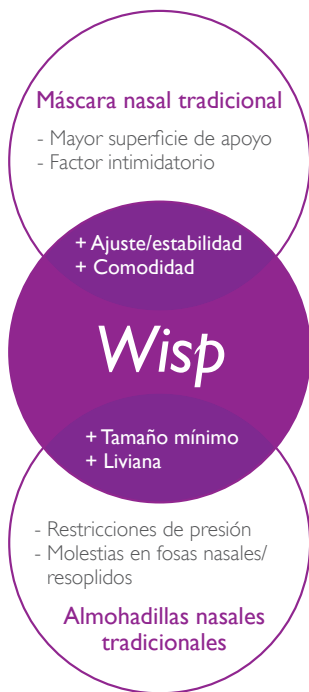 Máscara nasal tradicional
- Mayor superficie de apoyo
- Factor intimidatorio
+ Ajuste/estabilidad
+ Comodidad
Wisp
+ Tamaño mínimo
+ Liviana
- Restricciones de presión
- Molestias en fosas nasales/
resoplidos
Almohadillas nasales
tradicionales